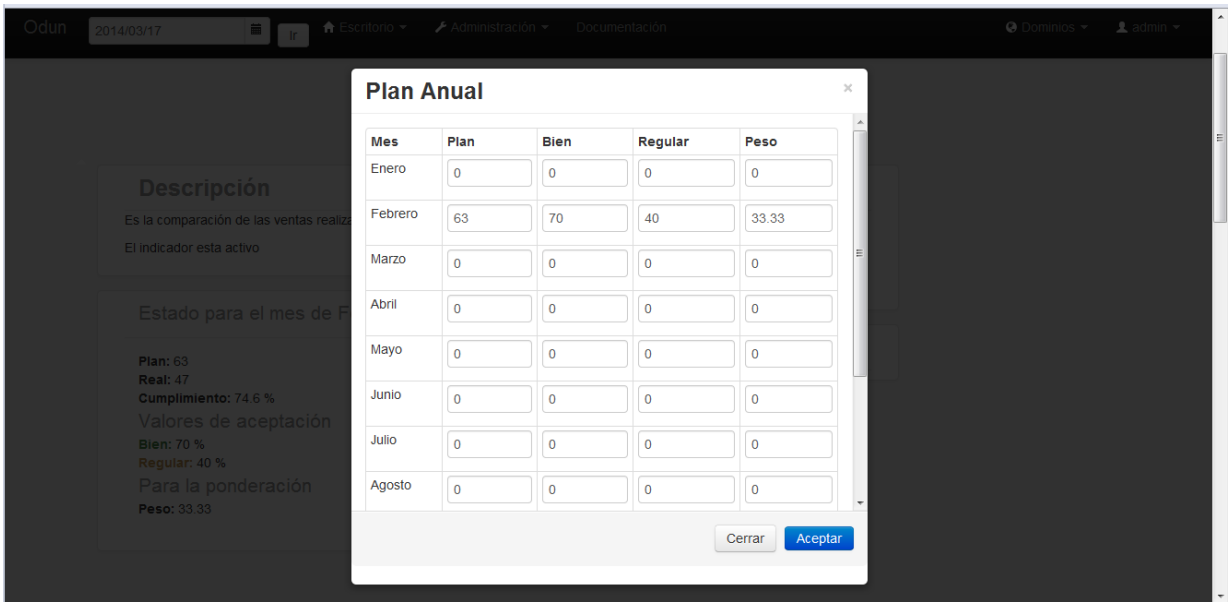 Odun 2014/03/17 Ir Escritorio Administración Documentación Dominios admin
Plan Anual ×
Mes Plan Bien Regular Peso
Enero 0 0 0 0
Febrero 63 70 40 33.33
Marzo 0 0 0 0
Abril 0 0 0 0
Mayo 0 0 0 0
Junio 0 0 0 0
Julio 0 0 0 0
Agosto 0 0 0 0
Cerrar Aceptar
Descripción
Es la comparación de las ventas
El indicador esta activo
Estado para el mes de
Plan: 63
Real: 47
Cumplimiento: 74.6 %
Valores de aceptación
Bien: 70 %
Regular: 40 %
Para la ponderación
Peso: 33.33